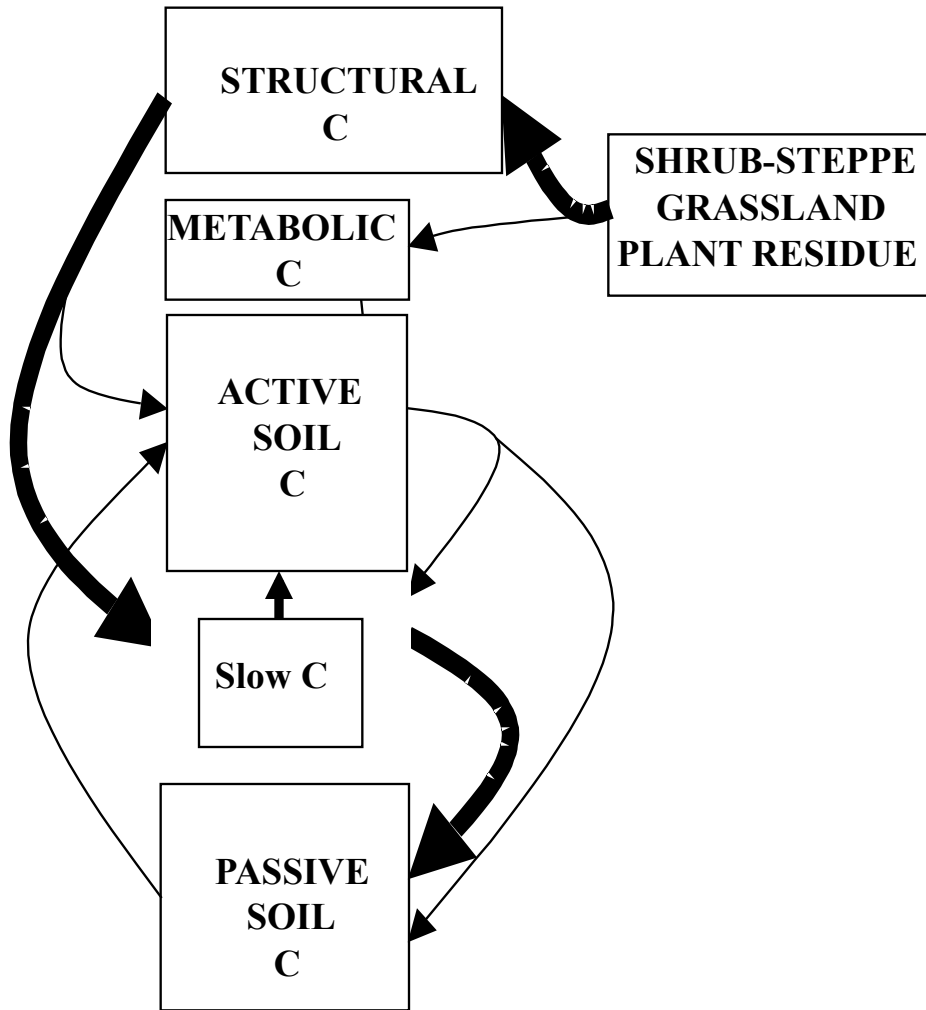 STRUCTURAL
C
SHRUB-STEPPE
GRASSLAND
PLANT RESIDUE
METABOLIC
C
ACTIVE
SOIL
C
Slow C
PASSIVE
SOIL
C